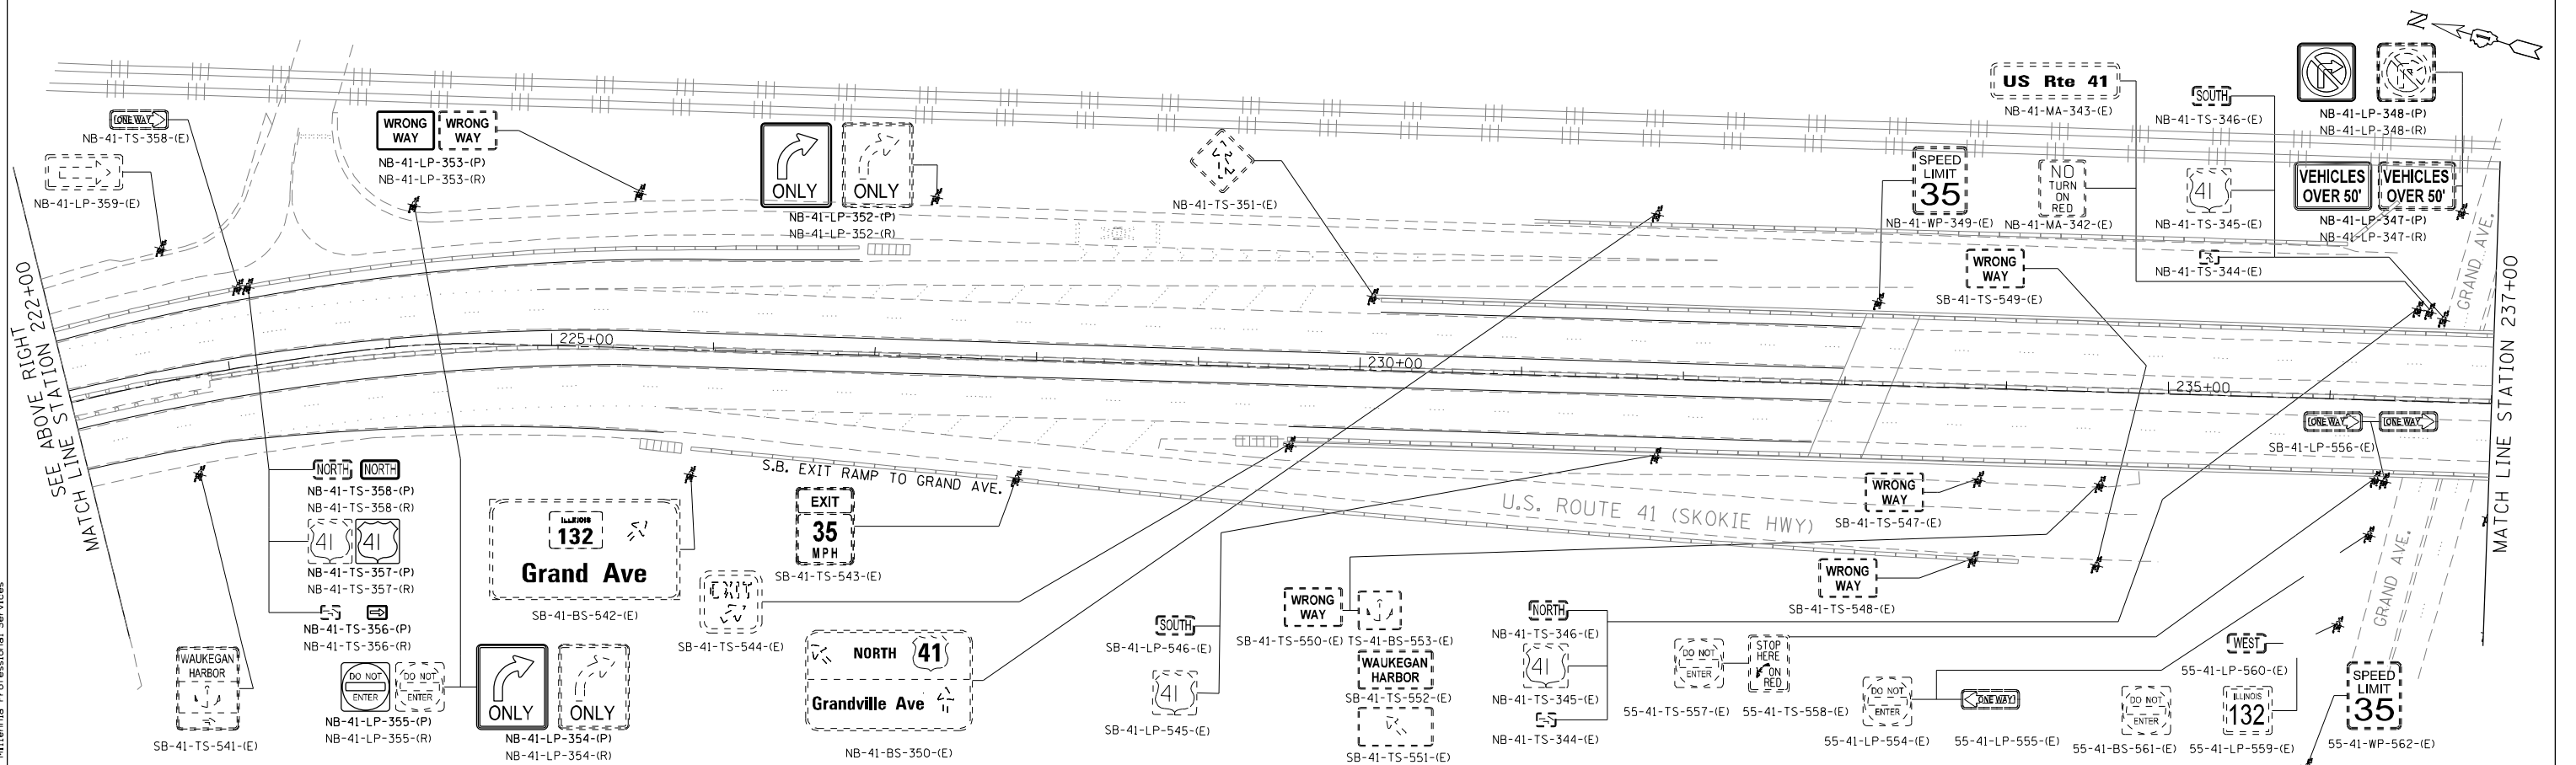 N
ONE WAY
NB-41-TS-358-(E)
NB-41-LP-359-(E)
WRONG
WAY
WRONG
WAY
NB-41-LP-353-(P)
NB-41-LP-353-(R)
ONLY
ONLY
NB-41-LP-352-(P)
NB-41-LP-352-(R)
NB-41-TS-351-(E)
SPEED
LIMIT
35
NB-41-WP-349-(E)
US Rte 41
NB-41-MA-343-(E)
NO
TURN
ON
RED
NB-41-MA-342-(E)
SOUTH
NB-41-TS-346-(E)
41
NB-41-TS-345-(E)
NB-41-TS-344-(E)
NB-41-LP-348-(P)
NB-41-LP-348-(R)
VEHICLES
OVER 50'
VEHICLES
OVER 50'
NB-41-LP-347-(P)
NB-41-LP-347-(R)
WRONG
WAY
SB-41-TS-549-(E)
GRAND AVE.
SEE ABOVE RIGHT
MATCH LINE STATION 222+00
225+00
230+00
235+00
MATCH LINE STATION 237+00
ONE WAY
ONE WAY
SB-41-LP-556-(E)
S.B. EXIT RAMP TO GRAND AVE.
U.S. ROUTE 41 (SKOKIE HWY)
GRAND AVE.
NORTH
NORTH
NB-41-TS-358-(P)
NB-41-TS-358-(R)
41
41
NB-41-TS-357-(P)
NB-41-TS-357-(R)
NB-41-TS-356-(P)
NB-41-TS-356-(R)
WAUKEGAN
HARBOR
SB-41-TS-541-(E)
DO NOT
ENTER
DO NOT
ENTER
NB-41-LP-355-(P)
NB-41-LP-355-(R)
ONLY
ONLY
NB-41-LP-354-(P)
NB-41-LP-354-(R)
ILLINOIS
132
Grand Ave
SB-41-BS-542-(E)
EXIT
SB-41-TS-544-(E)
EXIT
35
MPH
SB-41-TS-543-(E)
NORTH 41
Grandville Ave
NB-41-BS-350-(E)
SOUTH
SB-41-LP-546-(E)
41
SB-41-LP-545-(E)
WRONG
WAY
SB-41-TS-550-(E)
TS-41-BS-553-(E)
WAUKEGAN
HARBOR
SB-41-TS-552-(E)
SB-41-TS-551-(E)
NORTH
NB-41-TS-346-(E)
41
NB-41-TS-345-(E)
NB-41-TS-344-(E)
WRONG
WAY
SB-41-TS-547-(E)
WRONG
WAY
SB-41-TS-548-(E)
DO NOT
ENTER
55-41-TS-557-(E)
STOP
HERE
ON
RED
55-41-TS-558-(E)
DO NOT
ENTER
55-41-LP-554-(E)
ONE WAY
55-41-LP-555-(E)
DO NOT
ENTER
55-41-BS-561-(E)
WEST
55-41-LP-560-(E)
ILLINOIS
132
55-41-LP-559-(E)
SPEED
LIMIT
35
55-41-WP-562-(E)
Professional Services